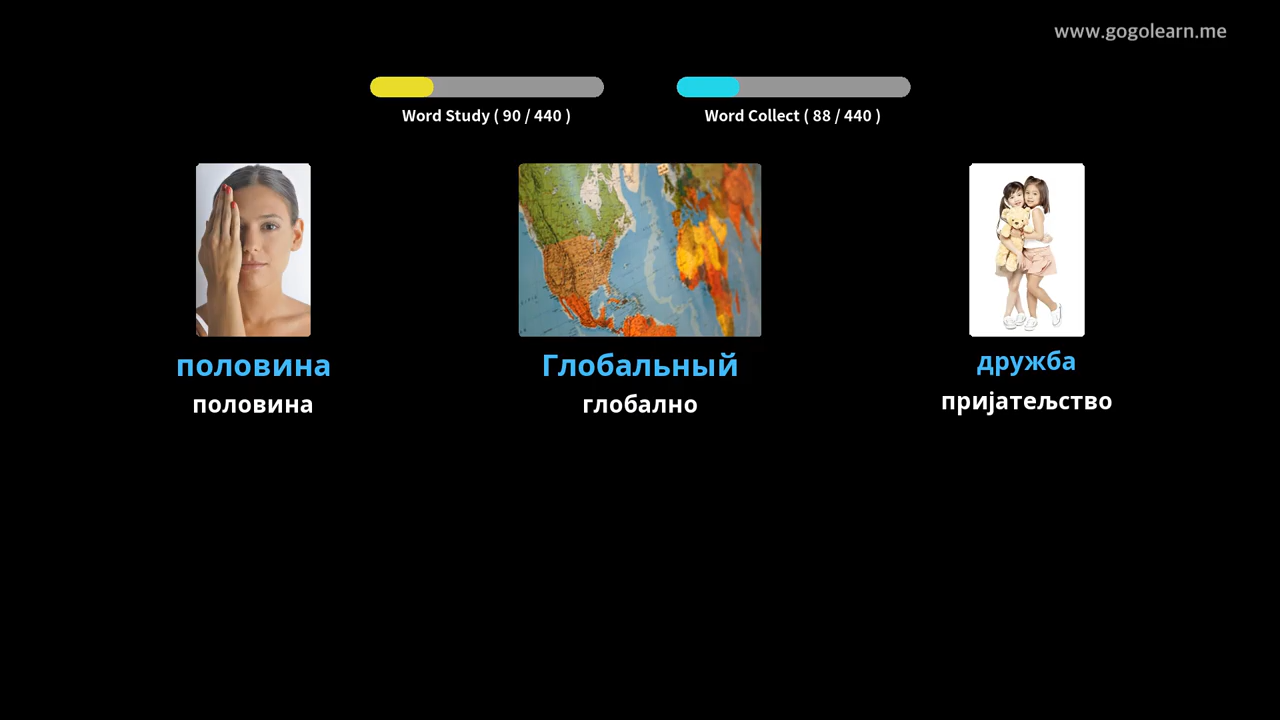 www.gogolearn.me
Word Study ( 90 / 440 )
Word Collect ( 88 / 440 )
половина
Глобальный
дружба
половина
глобално
пријатељство